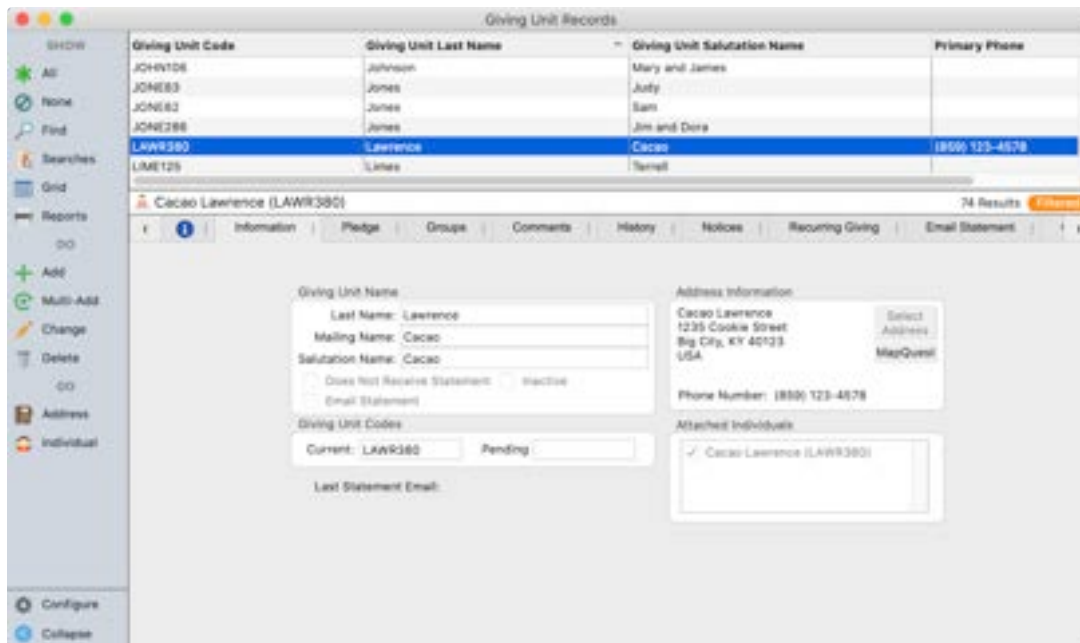 Giving Unit Records
SHOW
All
None
Find
Searches
Grid
Reports
DO
Add
Multi-Add
Change
Delete
GO
Address
Individual
Configure
Collapse
Giving Unit Code Giving Unit Last Name Giving Unit Salutation Name Primary Phone
JOHN106 Johnson Mary and James
JONE83 Jones Judy
JONE82 Jones Sam
JONE286 Jones Jim and Dora
LAWR380 Lawrence Cacao (859) 123-4578
LIME125 Limes Terrell
Cacao Lawrence (LAWR380) 74 Results Filtered
Information Pledge Groups Comments History Notices Recurring Giving Email Statement
Giving Unit Name
Last Name: Lawrence
Mailing Name: Cacao
Salutation Name: Cacao
Does Not Receive Statement Inactive
Email Statement
Giving Unit Codes
Current: LAWR380 Pending
Last Statement Email:
Address Information
Cacao Lawrence
1235 Cookie Street
Big City, KY 40123
USA
Select
Address
MapQuest
Phone Number: (859) 123-4578
Attached Individuals
Cacao Lawrence (LAWR380)